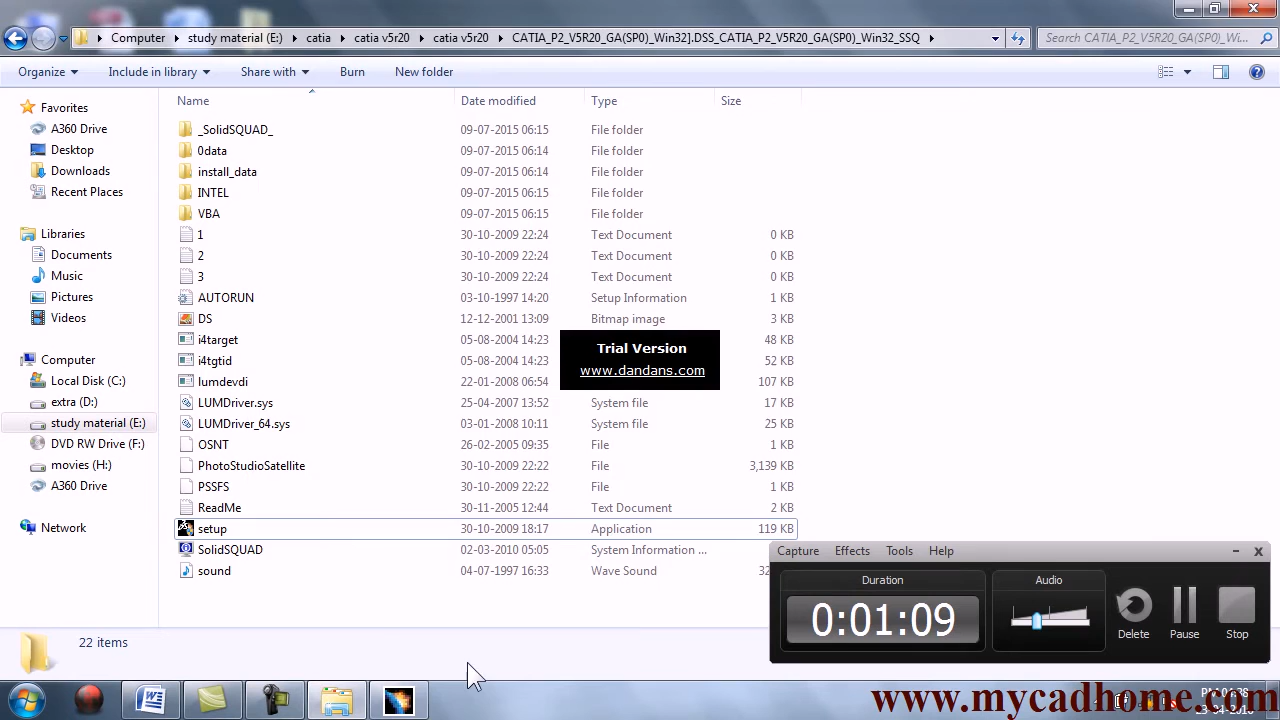 Computer study material (E:) catia catia v5r20 catia v5r20 CATIA_P2_V5R20_GA(SP0)_Win32].DSS_CATIA_P2_V5R20_GA(SP0)_Win32_SSQ
Search CATIA_P2_V5R20_GA(SP0)_Wi...
Organize Include in library Share with Burn New folder
Name Date modified Type Size
Favorites
A360 Drive
Desktop
Downloads
Recent Places
Libraries
Documents
Music
Pictures
Videos
Computer
Local Disk (C:)
extra (D:)
study material (E:)
DVD RW Drive (F:)
movies (H:)
A360 Drive
Network
_SolidSQUAD_ 09-07-2015 06:15 File folder
0data 09-07-2015 06:14 File folder
install_data 09-07-2015 06:14 File folder
INTEL 09-07-2015 06:15 File folder
VBA 09-07-2015 06:15 File folder
1 30-10-2009 22:24 Text Document 0 KB
2 30-10-2009 22:24 Text Document 0 KB
3 30-10-2009 22:24 Text Document 0 KB
AUTORUN 03-10-1997 14:20 Setup Information 1 KB
DS 12-12-2001 13:09 Bitmap image 3 KB
i4target 05-08-2004 14:23 48 KB
i4tgtid 05-08-2004 14:23 52 KB
lumdevdi 22-01-2008 06:54 107 KB
LUMDriver.sys 25-04-2007 13:52 System file 17 KB
LUMDriver_64.sys 03-01-2008 10:11 System file 25 KB
OSNT 26-02-2005 09:35 File 1 KB
PhotoStudioSatellite 30-10-2009 22:22 File 3,139 KB
PSSFS 30-10-2009 22:22 File 1 KB
ReadMe 30-11-2005 12:44 Text Document 2 KB
setup 30-10-2009 18:17 Application 119 KB
SolidSQUAD 02-03-2010 05:05 System Information ...
sound 04-07-1997 16:33 Wave Sound
Trial Version
www.dandans.com
Capture Effects Tools Help
Duration
0:01:09
Audio
Delete Pause Stop
22 items
www.mycadhome.com